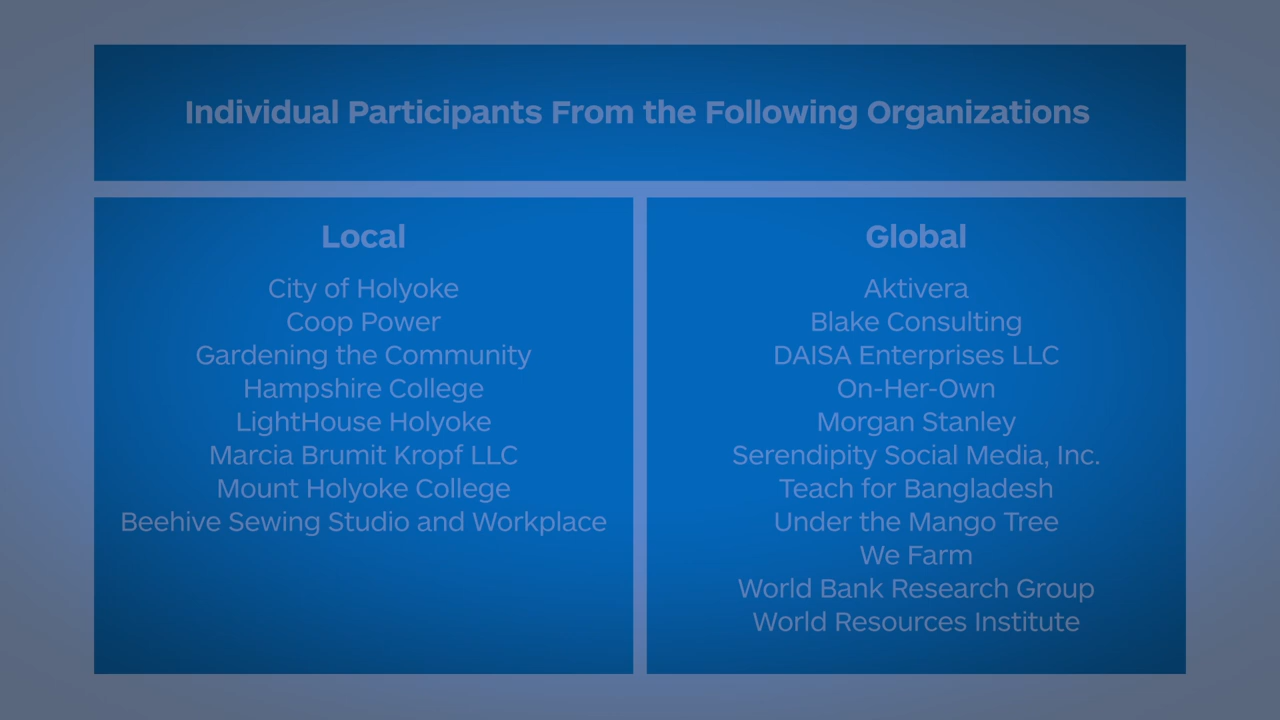 Individual Participants From the Following Organizations
Local
City of Holyoke
Coop Power
Gardening the Community
Hampshire College
LightHouse Holyoke
Marcia Brumit Kropf LLC
Mount Holyoke College
Beehive Sewing Studio and Workplace
Global
Aktivera
Blake Consulting
DAISA Enterprises LLC
On-Her-Own
Morgan Stanley
Serendipity Social Media, Inc.
Teach for Bangladesh
Under the Mango Tree
We Farm
World Bank Research Group
World Resources Institute